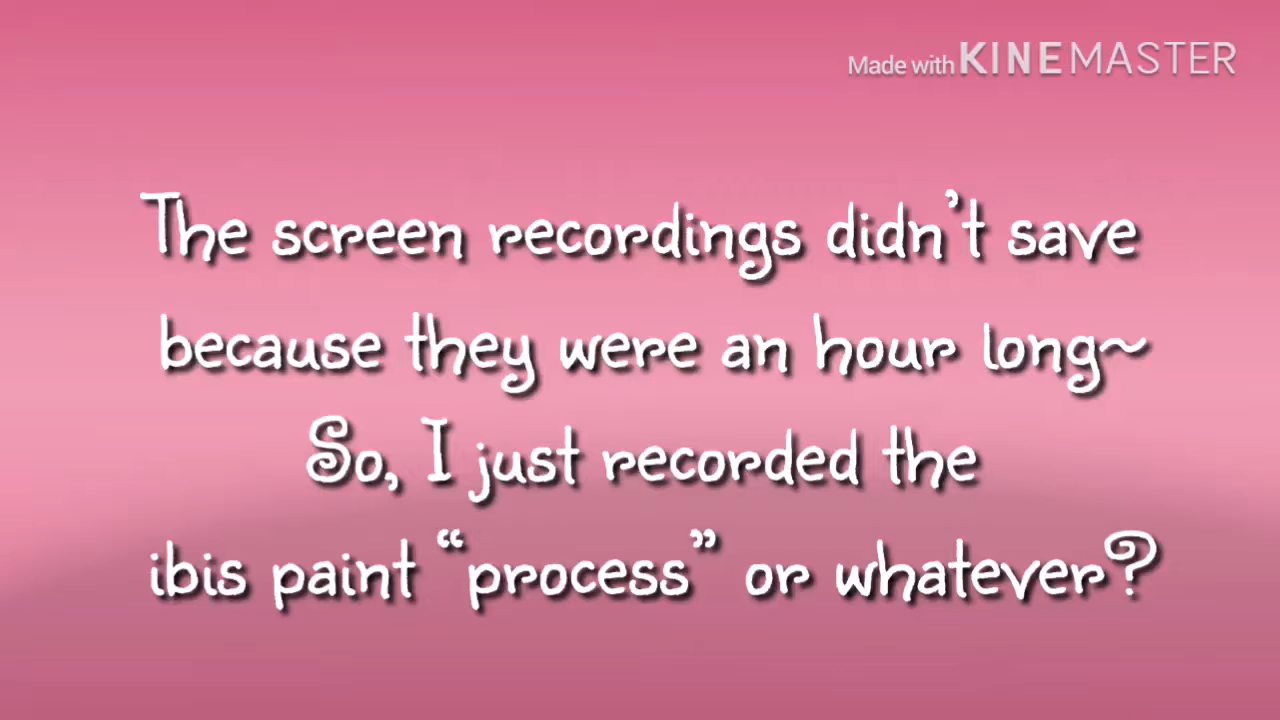 Made with KINEMASTER
The screen recordings didn’t save
because they were an hour long~
So, I just recorded the
ibis paint “process” or whatever?